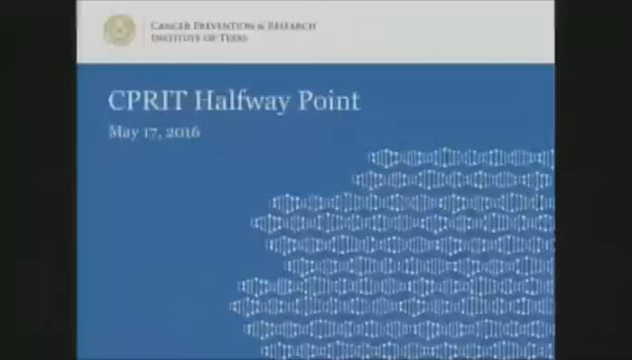 CANCER PREVENTION & RESEARCH
INSTITUTE OF TEXAS
CPRIT Halfway Point
May 17, 2016